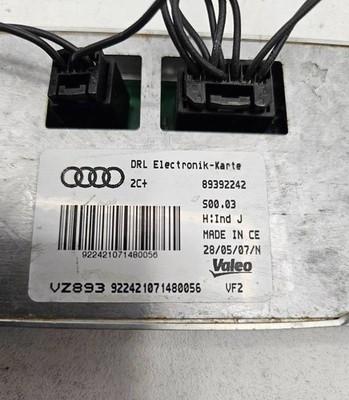 DRL Electronik-Karte
2C+ 89392242
S00.03
H:Ind J
MADE IN CE
28/05/07/N
922421071480056
Valeo
VZ893 922421071480056 VF2